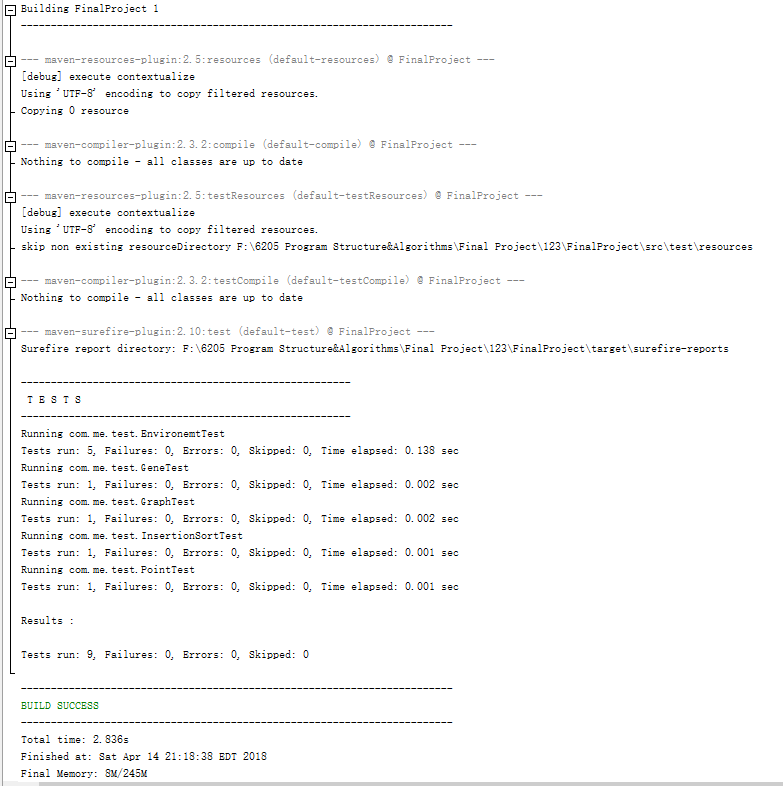 Building FinalProject 1
------------------------------------------------------------------------
--- maven-resources-plugin:2.5:resources (default-resources) @ FinalProject ---
[debug] execute contextualize
Using 'UTF-8' encoding to copy filtered resources.
Copying 0 resource
--- maven-compiler-plugin:2.3.2:compile (default-compile) @ FinalProject ---
Nothing to compile - all classes are up to date
--- maven-resources-plugin:2.5:testResources (default-testResources) @ FinalProject ---
[debug] execute contextualize
Using 'UTF-8' encoding to copy filtered resources.
skip non existing resourceDirectory F:\6205 Program Structure&Algorithms\Final Project\123\FinalProject\src\test\resources
--- maven-compiler-plugin:2.3.2:testCompile (default-testCompile) @ FinalProject ---
Nothing to compile - all classes are up to date
--- maven-surefire-plugin:2.10:test (default-test) @ FinalProject ---
Surefire report directory: F:\6205 Program Structure&Algorithms\Final Project\123\FinalProject\target\surefire-reports
-------------------------------------------------------
T E S T S
-------------------------------------------------------
Running com.me.test.EnvironemtTest
Tests run: 5, Failures: 0, Errors: 0, Skipped: 0, Time elapsed: 0.138 sec
Running com.me.test.GeneTest
Tests run: 1, Failures: 0, Errors: 0, Skipped: 0, Time elapsed: 0.002 sec
Running com.me.test.GraphTest
Tests run: 1, Failures: 0, Errors: 0, Skipped: 0, Time elapsed: 0.002 sec
Running com.me.test.InsertionSortTest
Tests run: 1, Failures: 0, Errors: 0, Skipped: 0, Time elapsed: 0.001 sec
Running com.me.test.PointTest
Tests run: 1, Failures: 0, Errors: 0, Skipped: 0, Time elapsed: 0.001 sec
Results :
Tests run: 9, Failures: 0, Errors: 0, Skipped: 0
------------------------------------------------------------------------
BUILD SUCCESS
------------------------------------------------------------------------
Total time: 2.836s
Finished at: Sat Apr 14 21:18:38 EDT 2018
Final Memory: 8M/245M